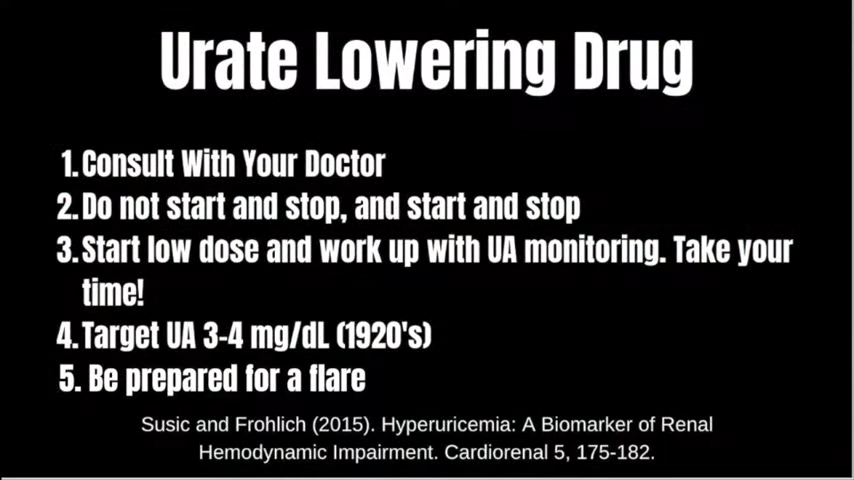 Urate Lowering Drug
1. Consult With Your Doctor
2. Do not start and stop, and start and stop
3. Start low dose and work up with UA monitoring. Take your
time!
4. Target UA 3-4 mg/dL (1920's)
5. Be prepared for a flare
Susic and Frohlich (2015). Hyperuricemia: A Biomarker of Renal
Hemodynamic Impairment. Cardiorenal 5, 175-182.